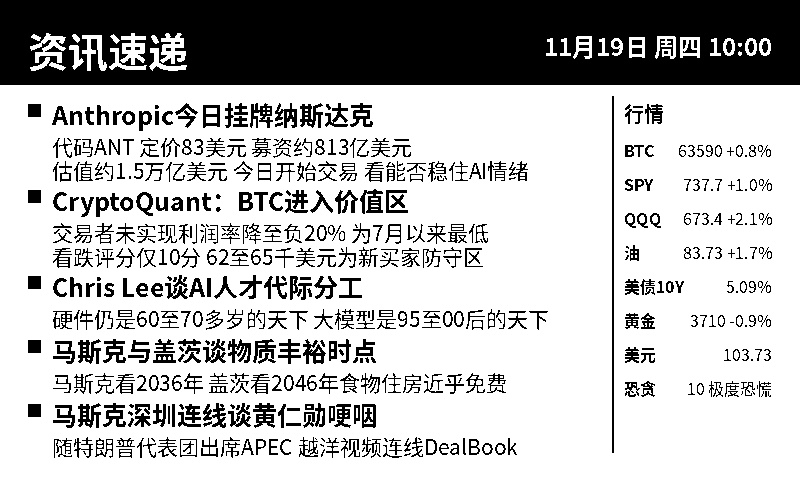 资讯速递
11月19日 周四 10:00
Anthropic今日挂牌纳斯达克
代码ANT 定价83美元 募资约813亿美元
估值约1.5万亿美元 今日开始交易 看能否稳住AI情绪
CryptoQuant：BTC进入价值区
交易者未实现利润率降至负20% 为7月以来最低
看跌评分仅10分 62至65千美元为新买家防守区
Chris Lee谈AI人才代际分工
硬件仍是60至70多岁的天下 大模型是95至00后的天下
马斯克与盖茨谈物质丰裕时点
马斯克看2036年 盖茨看2046年食物住房近乎免费
马斯克深圳连线谈黄仁勋哽咽
随特朗普代表团出席APEC 越洋视频连线DealBook
行情
BTC 63590 +0.8%
SPY 737.7 +1.0%
QQQ 673.4 +2.1%
油 83.73 +1.7%
美债10Y 5.09%
黄金 3710 -0.9%
美元 103.73
恐贪 10 极度恐慌